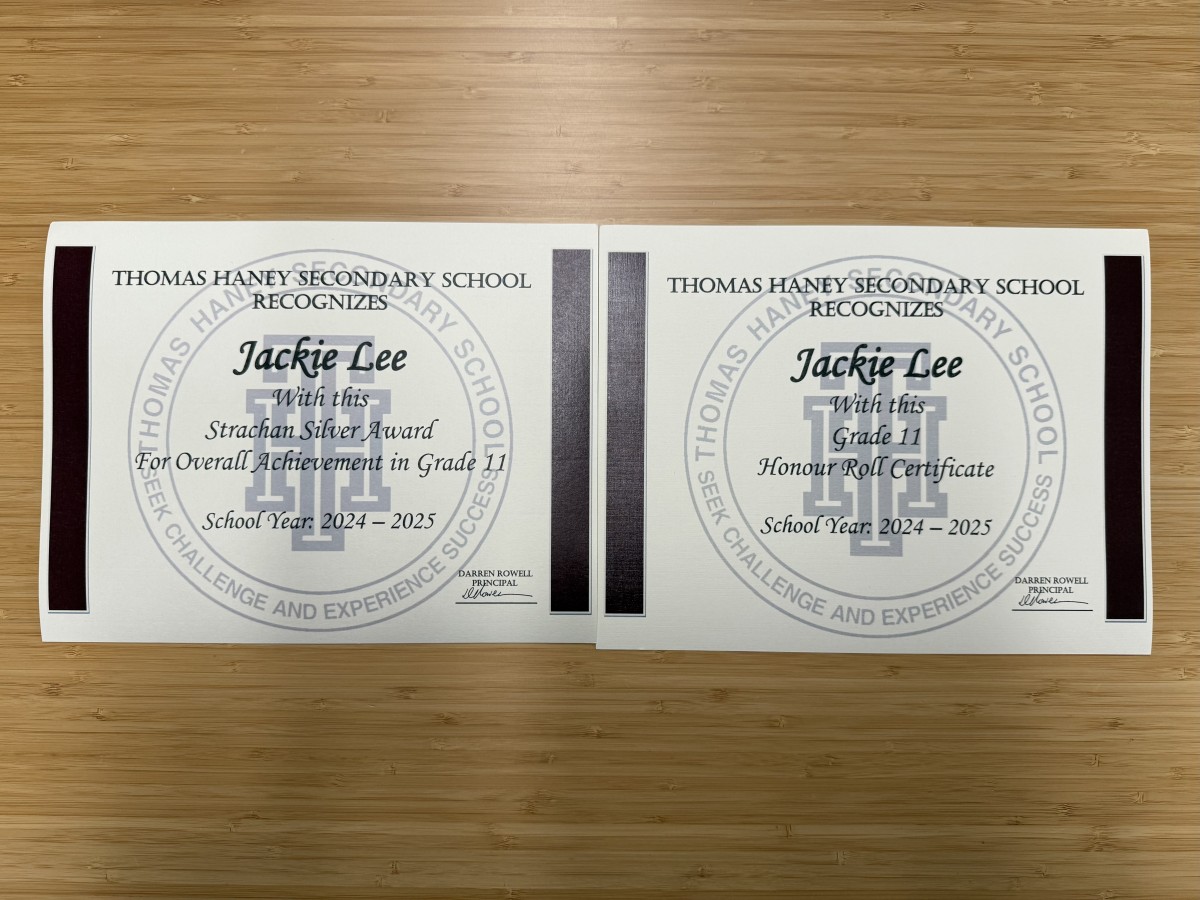 THOMAS HANEY SECONDARY SCHOOL
RECOGNIZES
Jackie Lee
With this
Strachan Silver Award
For Overall Achievement in Grade 11
School Year: 2024 – 2025
DARREN ROWELL
PRINCIPAL
THOMAS HANEY SECONDARY SCHOOL
SEEK CHALLENGE AND EXPERIENCE SUCCESS
THOMAS HANEY SECONDARY SCHOOL
RECOGNIZES
Jackie Lee
With this
Grade 11
Honour Roll Certificate
School Year: 2024 – 2025
DARREN ROWELL
PRINCIPAL
THOMAS HANEY SECONDARY SCHOOL
SEEK CHALLENGE AND EXPERIENCE SUCCESS